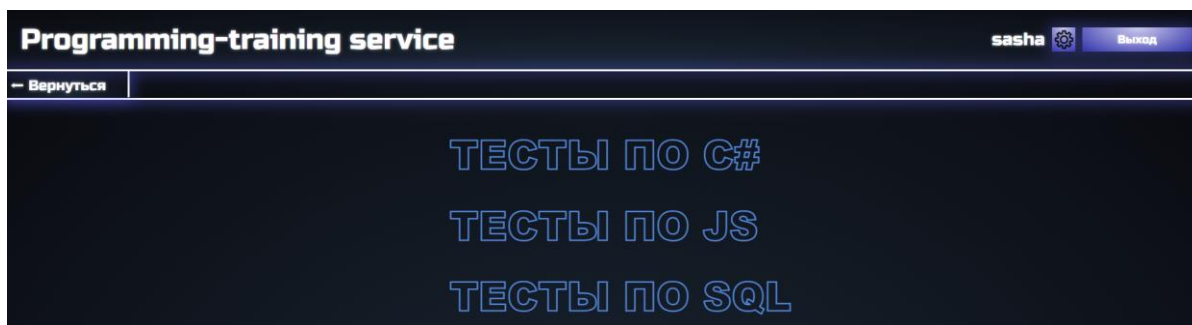 Programming-training service
sasha Выход
← Вернуться
ТЕСТЫ ПО C#
ТЕСТЫ ПО JS
ТЕСТЫ ПО SQL